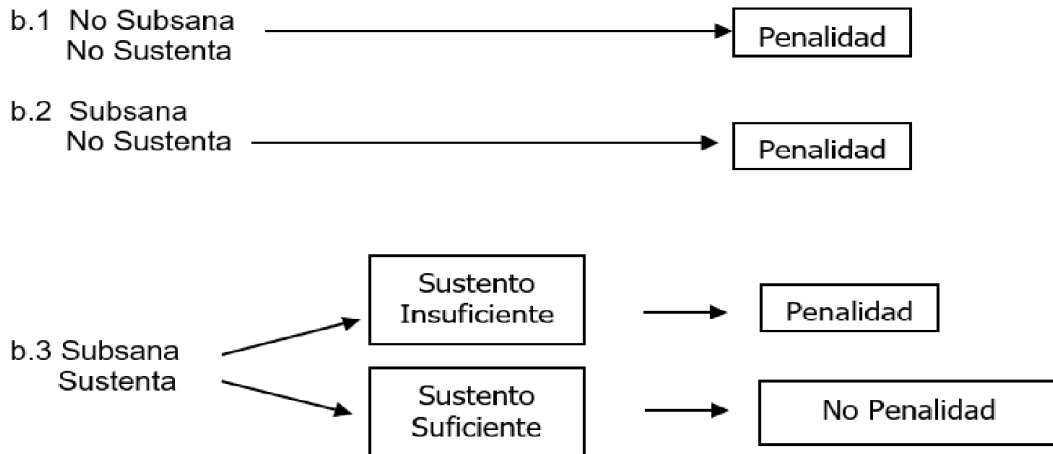 b.1 No Subsana
No Sustenta
Penalidad
b.2 Subsana
No Sustenta
Penalidad
b.3 Subsana
Sustenta
Sustento
Insuficiente
Penalidad
Sustento
Suficiente
No Penalidad